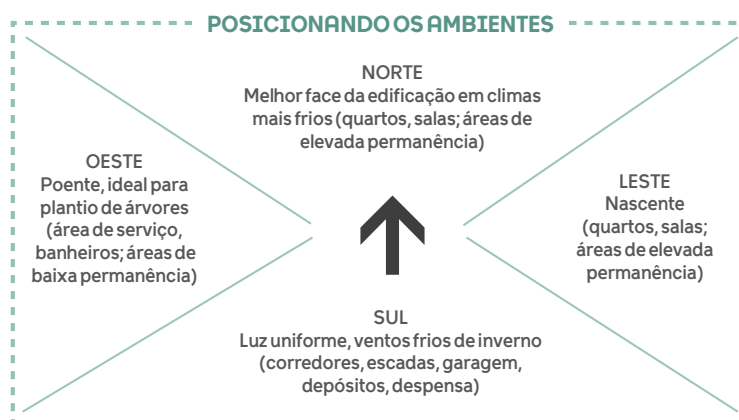 POSICIONANDO OS AMBIENTES
NORTE
Melhor face da edificação em climas
mais frios (quartos, salas; áreas de
elevada permanência)
OESTE
Poente, ideal para
plantio de árvores
(área de serviço,
banheiros; áreas de
baixa permanência)
LESTE
Nascente
(quartos, salas;
áreas de elevada
permanência)
SUL
Luz uniforme, ventos frios de inverno
(corredores, escadas, garagem,
depósitos, despensa)